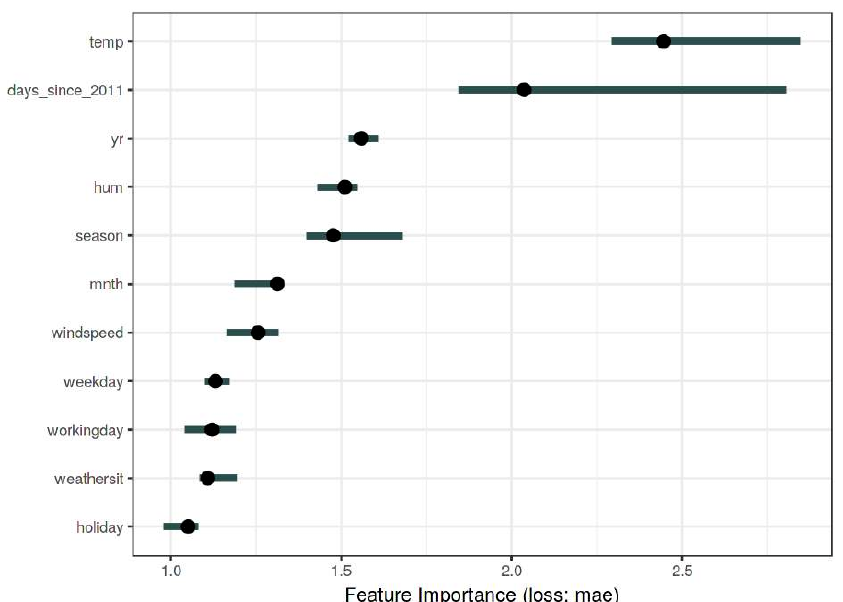 temp
days_since_2011
yr
hum
season
mnth
windspeed
weekday
workingday
weathersit
holiday
1.0 1.5 2.0 2.5
Feature Importance (loss: mae)